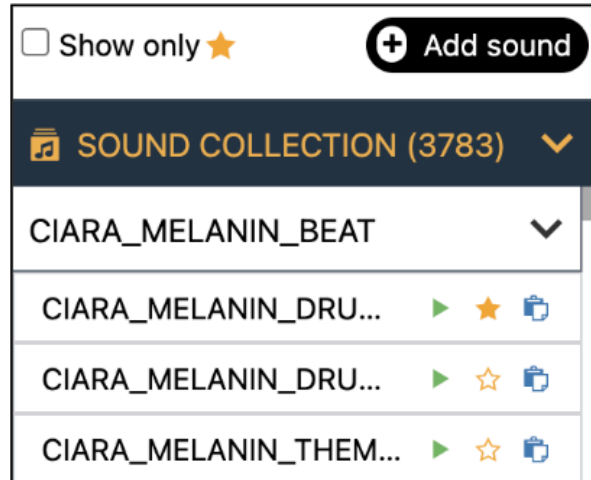 Show only
Add sound
SOUND COLLECTION (3783)
CIARA_MELANIN_BEAT
CIARA_MELANIN_DRU...
CIARA_MELANIN_DRU...
CIARA_MELANIN_THEM...